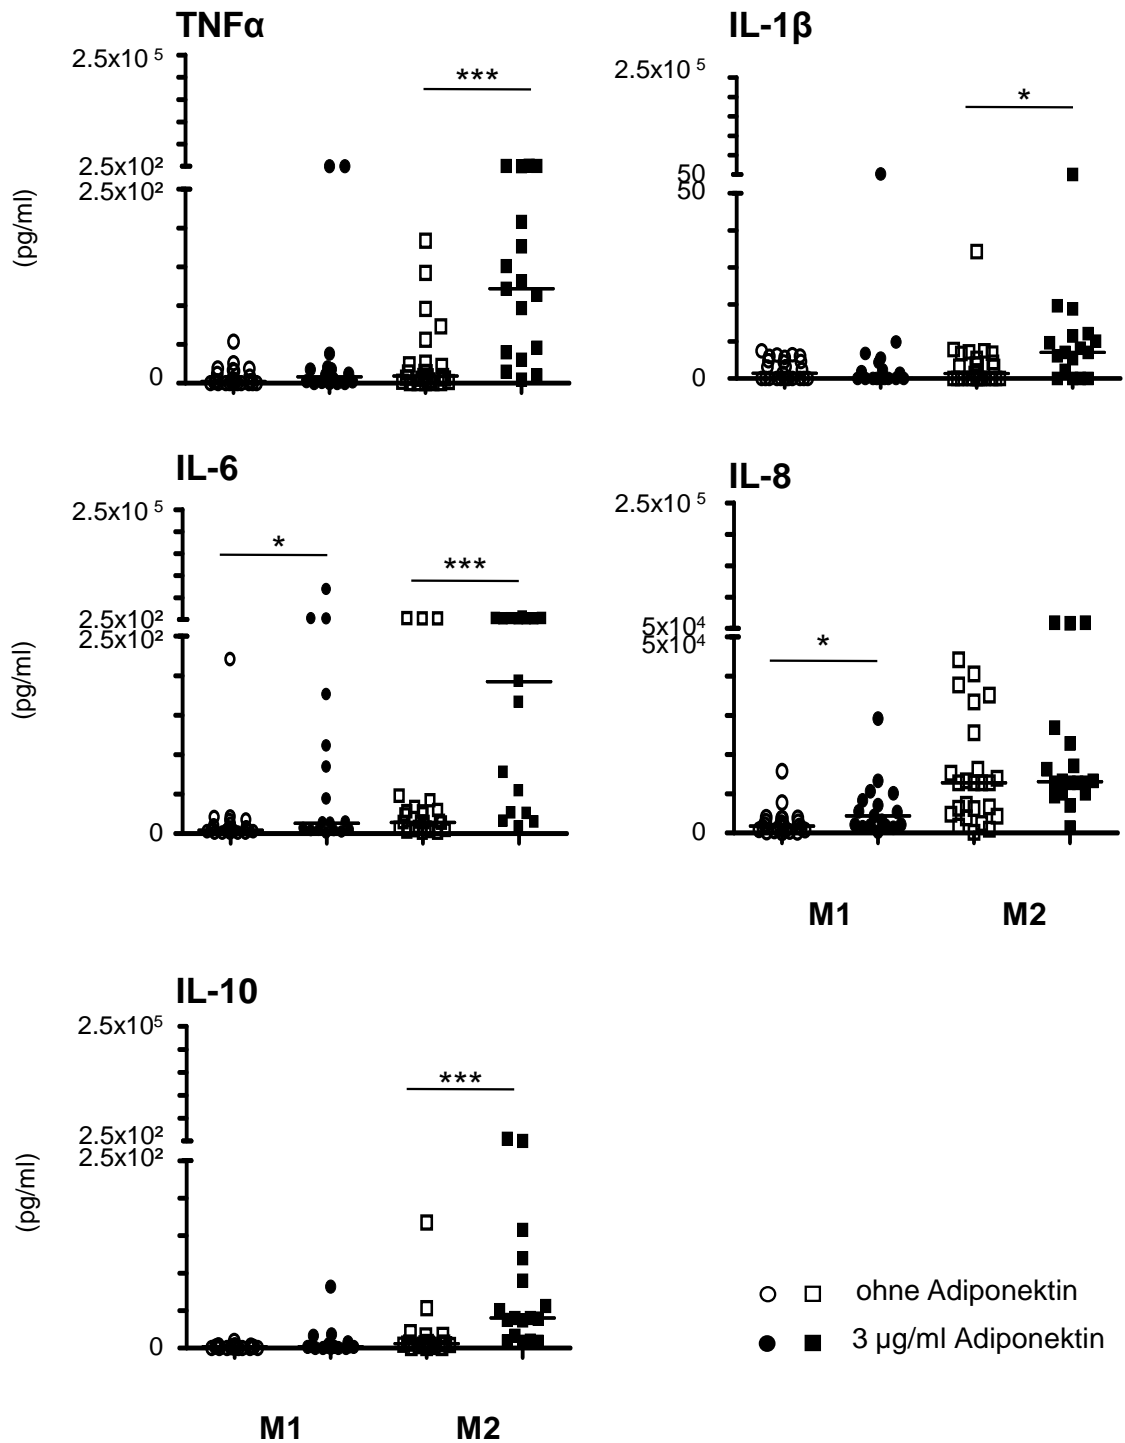 TNFα
2.5x10⁵
***
2.5x10²
2.5x10²
(pg/ml)
0
IL-1β
2.5x10⁵
*
50
50
0
IL-6
2.5x10⁵
*
***
2.5x10²
2.5x10²
(pg/ml)
0
IL-8
2.5x10⁵
5x10⁴
5x10⁴
*
0
M1 M2
IL-10
2.5x10⁵
***
2.5x10²
2.5x10²
(pg/ml)
0
M1 M2
ohne Adiponektin
3 µg/ml Adiponektin